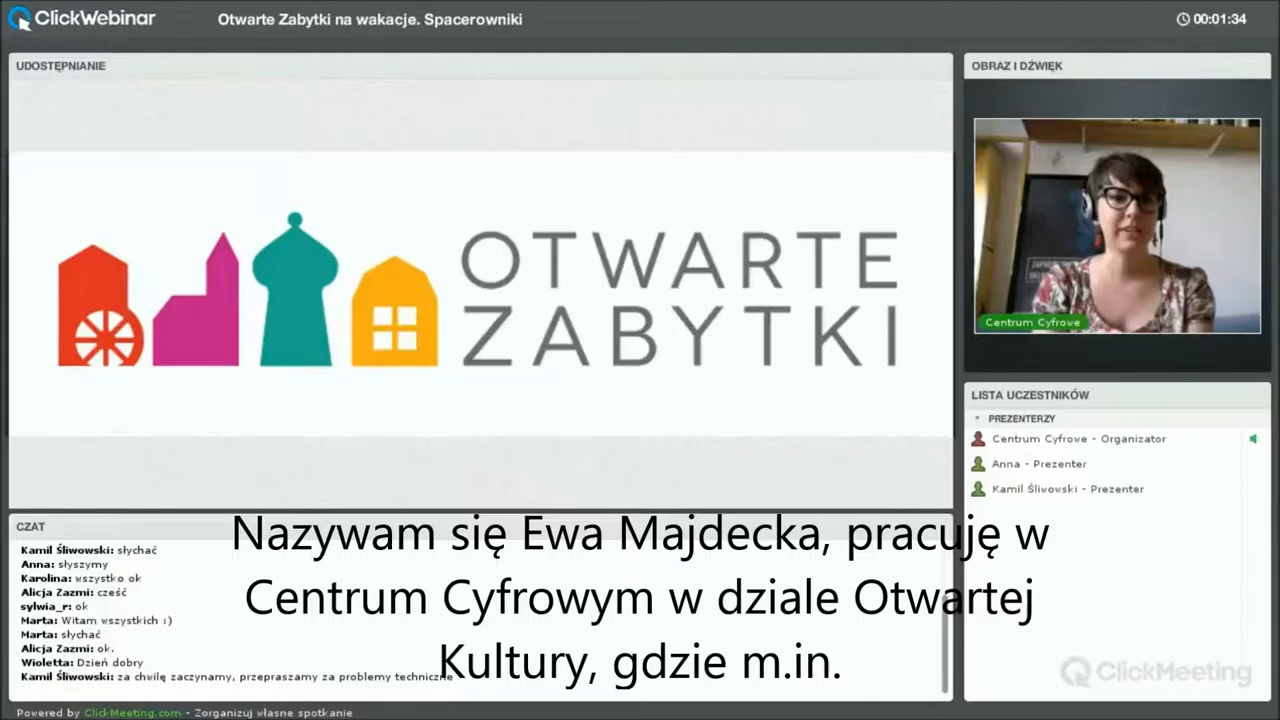 ClickWebinar
Otwarte Zabytki na wakacje. Spacerowniki
00:01:34
UDOSTĘPNIANIE
OTWARTE
ZABYTKI
OBRAZ I DŹWIĘK
Centrum Cyfrowe
LISTA UCZESTNIKÓW
PREZENTERZY
Centrum Cyfrowe - Organizator
Anna - Prezenter
Kamil Śliwowski - Prezenter
CZAT
Kamil Śliwowski: słychać
Anna: słyszymy
Karolina: wszystko ok
Alicja Zazmi: cześć
sylwia_r: ok
Marta: Witam wszystkich :)
Marta: słychać
Alicja Zazmi: ok.
Wioletta: Dzień dobry
Kamil Śliwowski: za chwilę zaczynamy, przepraszamy za problemy techniczne
Nazywam się Ewa Majdecka, pracuję w
Centrum Cyfrowym w dziale Otwartej
Kultury, gdzie m.in.
ClickMeeting
Powered by ClickMeeting.com - Zorganizuj własne spotkanie